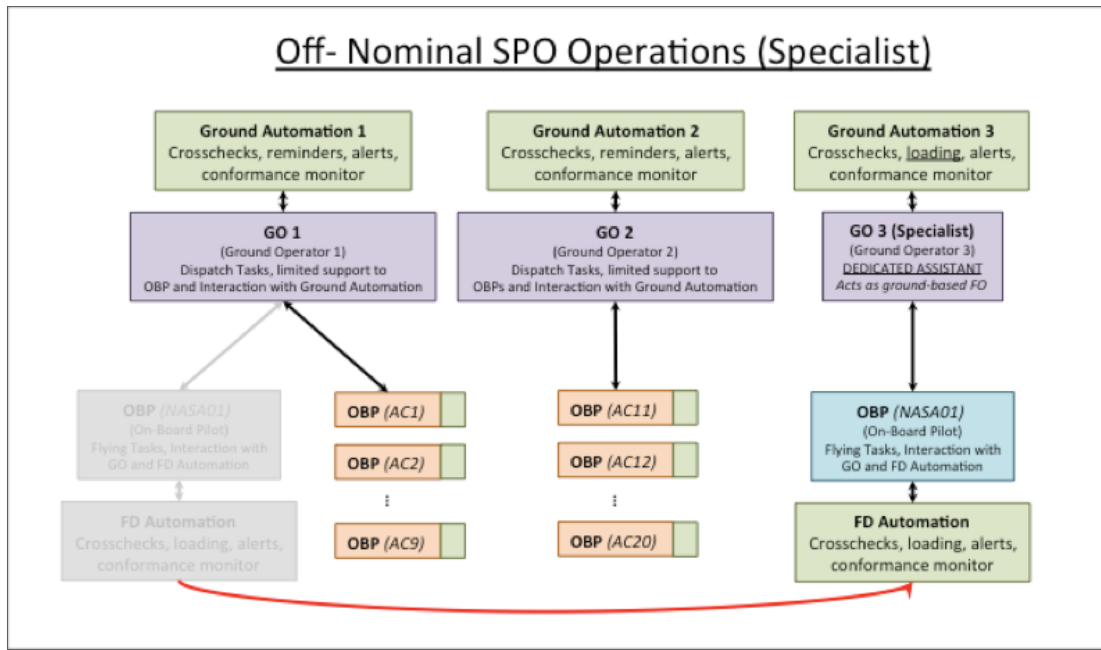 Off- Nominal SPO Operations (Specialist)
Ground Automation 1
Crosschecks, reminders, alerts,
conformance monitor
Ground Automation 2
Crosschecks, reminders, alerts,
conformance monitor
Ground Automation 3
Crosschecks, loading, alerts,
conformance monitor
GO 1
(Ground Operator 1)
Dispatch Tasks, limited support to
OBP and Interaction with Ground Automation
GO 2
(Ground Operator 2)
Dispatch Tasks, limited support to
OBPs and Interaction with Ground Automation
GO 3 (Specialist)
(Ground Operator 3)
DEDICATED ASSISTANT
Acts as ground-based FO
OBP (NASA01)
(On-Board Pilot)
Flying Tasks, Interaction with
GO and FD Automation
FD Automation
Crosschecks, loading, alerts,
conformance monitor
OBP (AC1)
OBP (AC2)
...
OBP (AC9)
OBP (AC11)
OBP (AC12)
...
OBP (AC20)
OBP (NASA01)
(On-Board Pilot)
Flying Tasks, Interaction with
GO and FD Automation
FD Automation
Crosschecks, loading, alerts,
conformance monitor